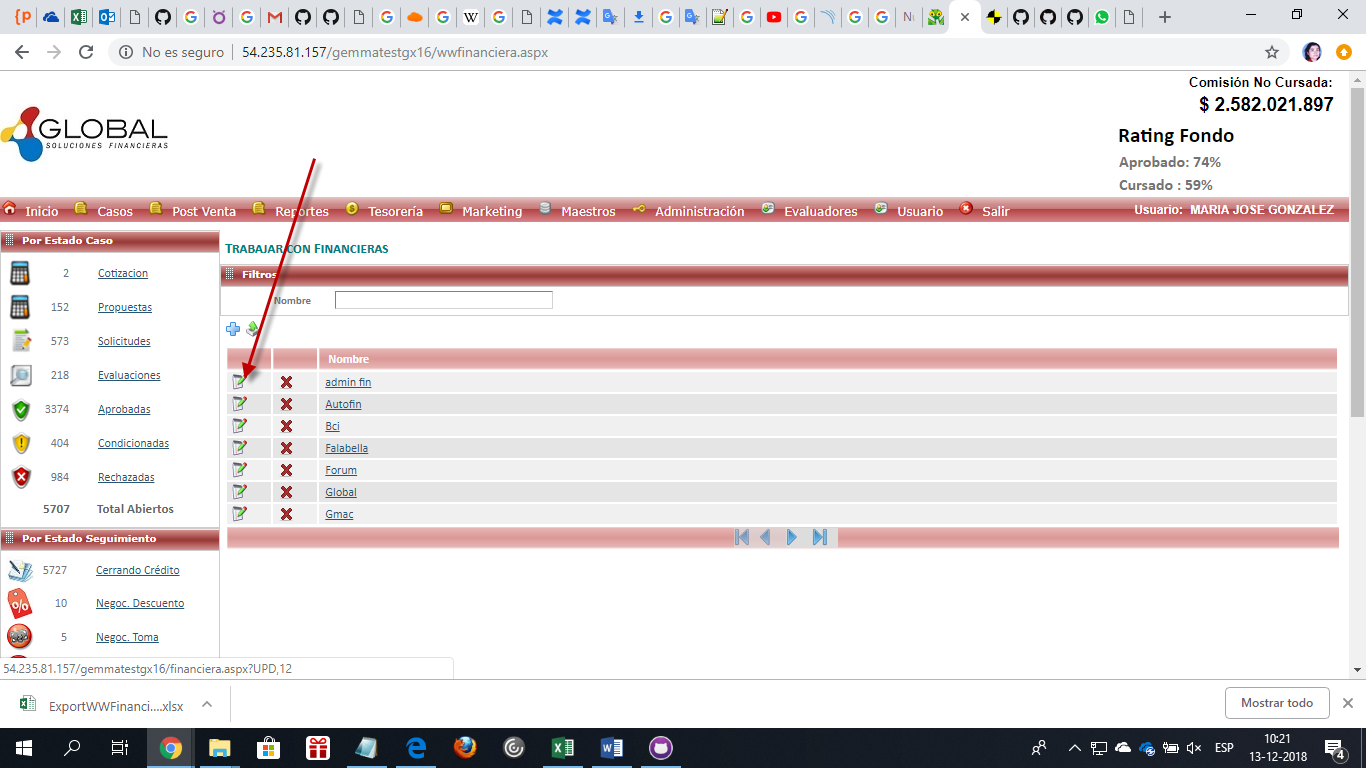 No es seguro
54.235.81.157/gemmatestgx16/wwfinanciera.aspx
Comisión No Cursada:
$ 2.582.021.897
GLOBAL
SOLUCIONES FINANCIERAS
Rating Fondo
Aprobado: 74%
Cursado : 59%
Inicio Casos Post Venta Reportes Tesorería Marketing Maestros Administración Evaluadores Usuario Salir Usuario: MARIA JOSE GONZALEZ
Por Estado Caso
2 Cotizacion
152 Propuestas
573 Solicitudes
218 Evaluaciones
3374 Aprobadas
404 Condicionadas
984 Rechazadas
5707 Total Abiertos
Por Estado Seguimiento
5727 Cerrando Crédito
10 Negoc. Descuento
5 Negoc. Toma
TRABAJAR CON FINANCIERAS
Filtros
Nombre
Nombre
admin fin
Autofin
Bci
Falabella
Forum
Global
Gmac
54.235.81.157/gemmatestgx16/financiera.aspx?UPD,12
ExportWWFinanci....xlsx
Mostrar todo
ESP
10:21
13-12-2018
4